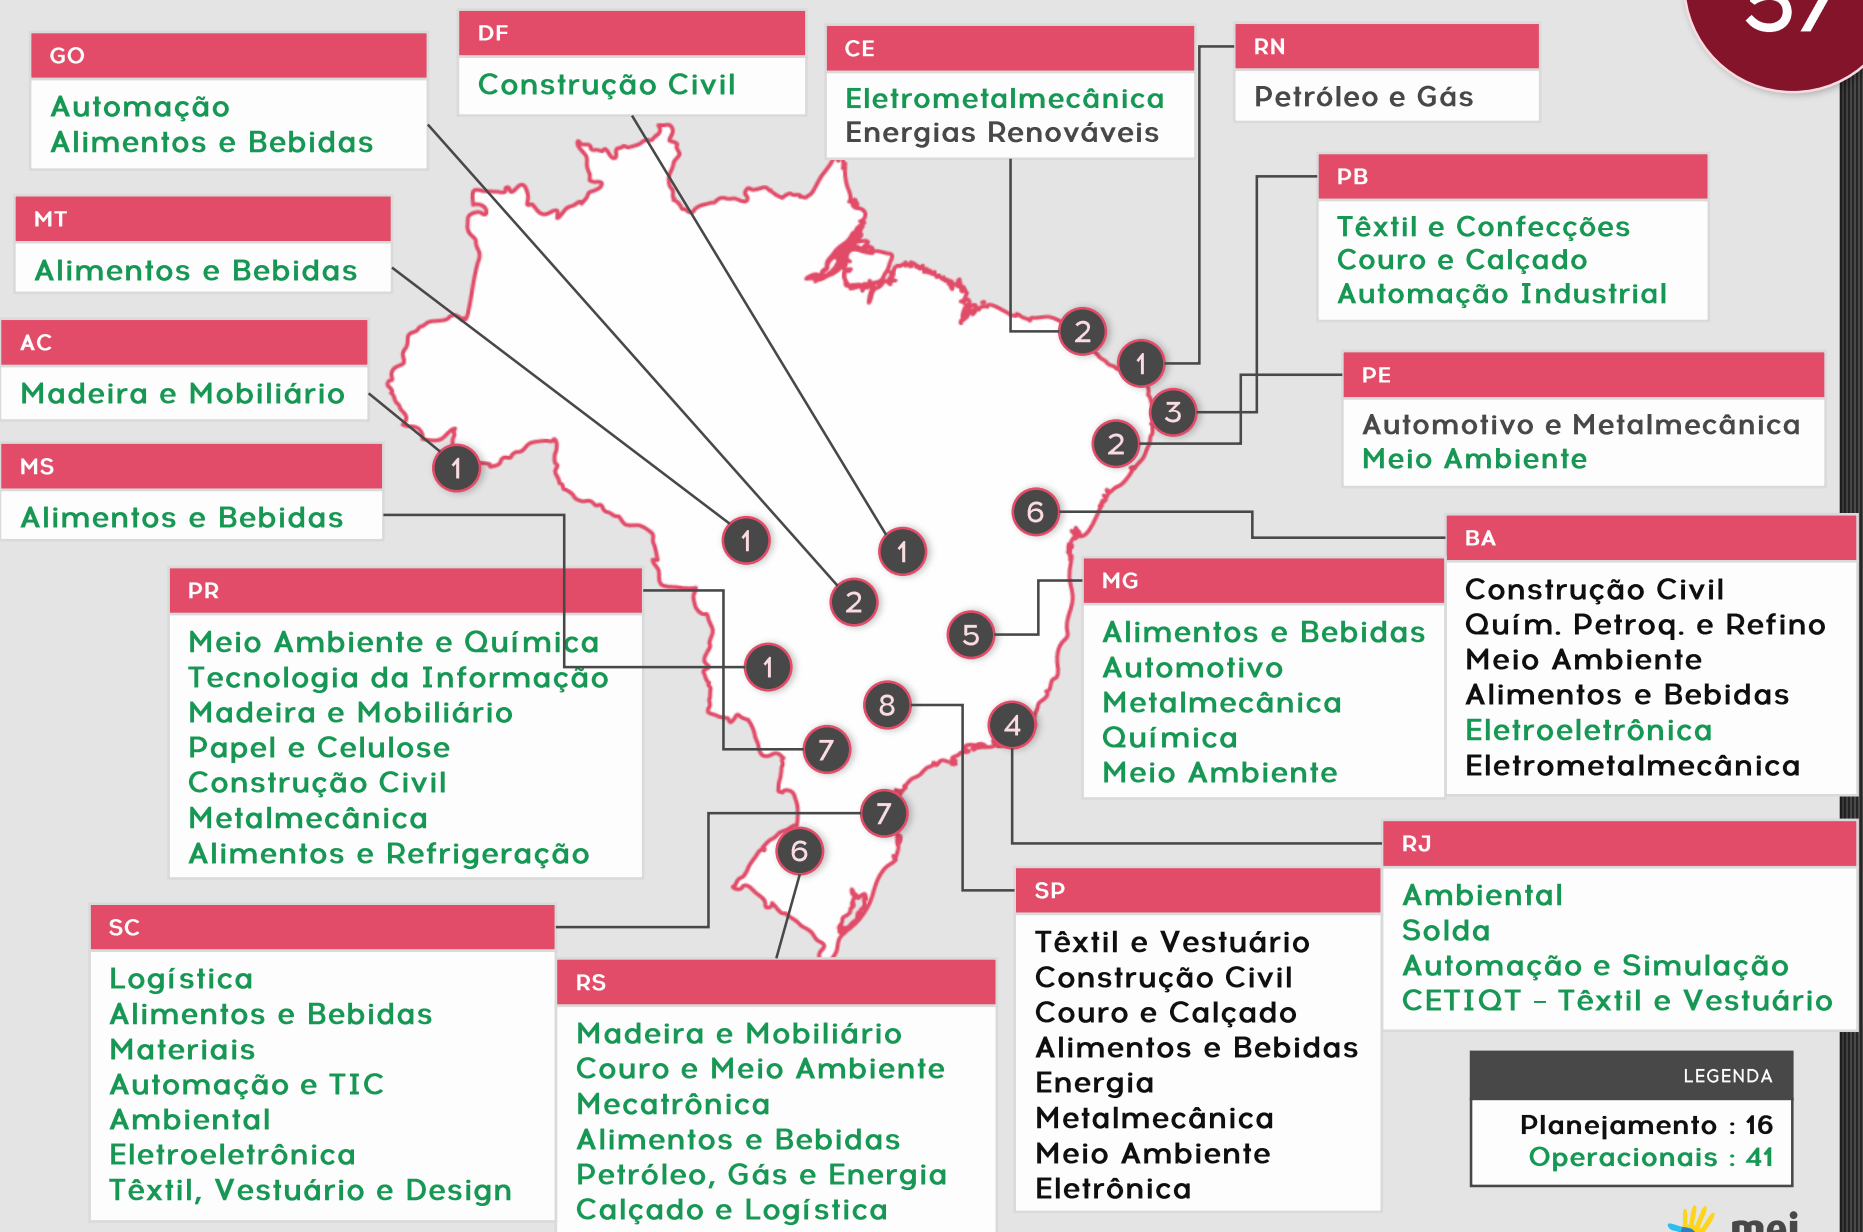 57
GO
Automação
Alimentos e Bebidas
DF
Construção Civil
CE
Eletrometalmecânica
Energias Renováveis
RN
Petróleo e Gás
MT
Alimentos e Bebidas
PB
Têxtil e Confecções
Couro e Calçado
Automação Industrial
AC
Madeira e Mobiliário
PE
Automotivo e Metalmecânica
Meio Ambiente
MS
Alimentos e Bebidas
2
1
3
2
1
6
1
1
2
5
1
8
4
7
7
6
BA
Construção Civil
Quím. Petroq. e Refino
Meio Ambiente
Alimentos e Bebidas
Eletroeletrônica
Eletrometalmecânica
MG
Alimentos e Bebidas
Automotivo
Metalmecânica
Química
Meio Ambiente
PR
Meio Ambiente e Química
Tecnologia da Informação
Madeira e Mobiliário
Papel e Celulose
Construção Civil
Metalmecânica
Alimentos e Refrigeração
RJ
Ambiental
Solda
Automação e Simulação
CETIQT – Têxtil e Vestuário
SP
Têxtil e Vestuário
Construção Civil
Couro e Calçado
Alimentos e Bebidas
Energia
Metalmecânica
Meio Ambiente
Eletrônica
SC
Logística
Alimentos e Bebidas
Materiais
Automação e TIC
Ambiental
Eletroeletrônica
Têxtil, Vestuário e Design
RS
Madeira e Mobiliário
Couro e Meio Ambiente
Mecatrônica
Alimentos e Bebidas
Petróleo, Gás e Energia
Calçado e Logística
LEGENDA
Planejamento : 16
Operacionais : 41
mei